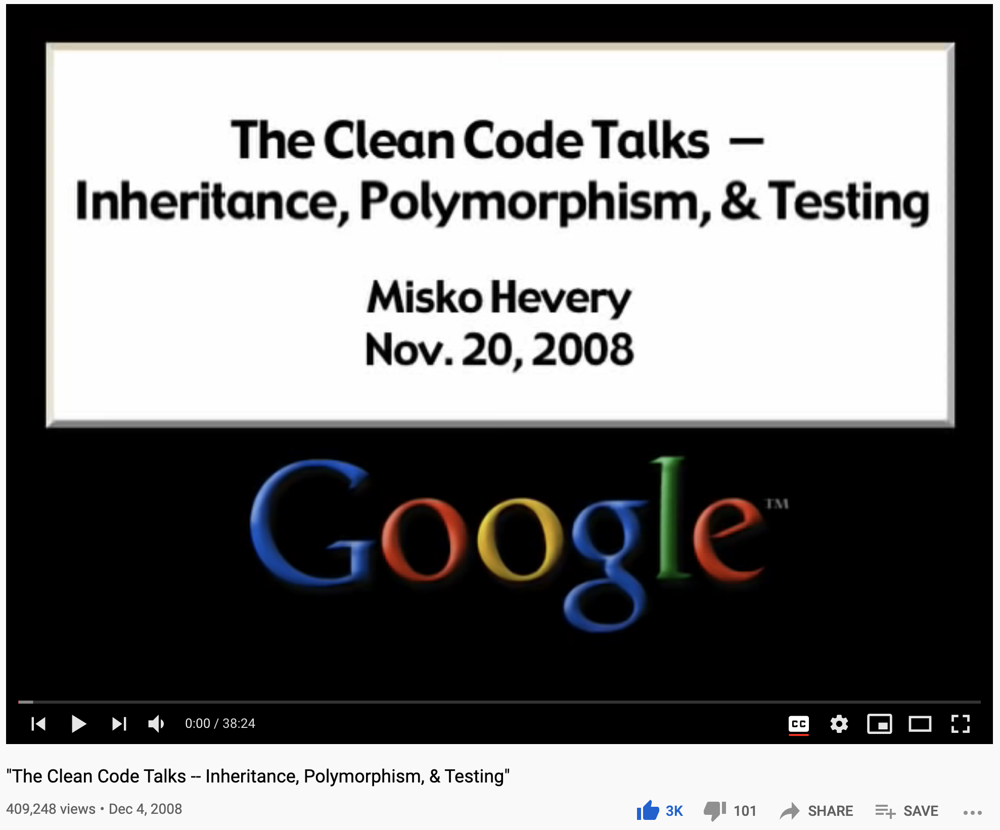 The Clean Code Talks –
Inheritance, Polymorphism, & Testing
Misko Hevery
Nov. 20, 2008
Google™
0:00 / 38:24
CC
"The Clean Code Talks -- Inheritance, Polymorphism, & Testing"
409,248 views • Dec 4, 2008
3K 101 SHARE SAVE